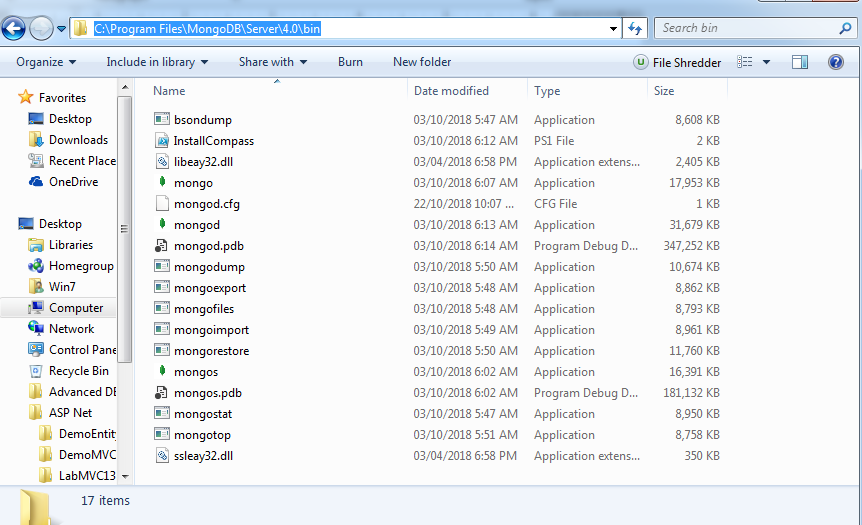 C:\Program Files\MongoDB\Server\4.0\bin Search bin
Organize Include in library Share with Burn New folder File Shredder
Name Date modified Type Size
Favorites
Desktop
Downloads
Recent Place
OneDrive
Desktop
Libraries
Homegroup
Win7
Computer
Network
Control Pane
Recycle Bin
Advanced DB
ASP Net
DemoEntity
DemoMVC
LabMVC13
bsondump 03/10/2018 5:47 AM Application 8,608 KB
InstallCompass 03/10/2018 6:12 AM PS1 File 2 KB
libeay32.dll 03/04/2018 6:58 PM Application extens... 2,405 KB
mongo 03/10/2018 6:07 AM Application 17,953 KB
mongod.cfg 22/10/2018 10:07 ... CFG File 1 KB
mongod 03/10/2018 6:13 AM Application 31,679 KB
mongod.pdb 03/10/2018 6:14 AM Program Debug D... 347,252 KB
mongodump 03/10/2018 5:50 AM Application 10,674 KB
mongoexport 03/10/2018 5:48 AM Application 8,862 KB
mongofiles 03/10/2018 5:48 AM Application 8,793 KB
mongoimport 03/10/2018 5:49 AM Application 8,961 KB
mongorestore 03/10/2018 5:50 AM Application 11,760 KB
mongos 03/10/2018 6:02 AM Application 16,391 KB
mongos.pdb 03/10/2018 6:02 AM Program Debug D... 181,132 KB
mongostat 03/10/2018 5:47 AM Application 8,950 KB
mongotop 03/10/2018 5:51 AM Application 8,758 KB
ssleay32.dll 03/04/2018 6:58 PM Application extens... 350 KB
17 items